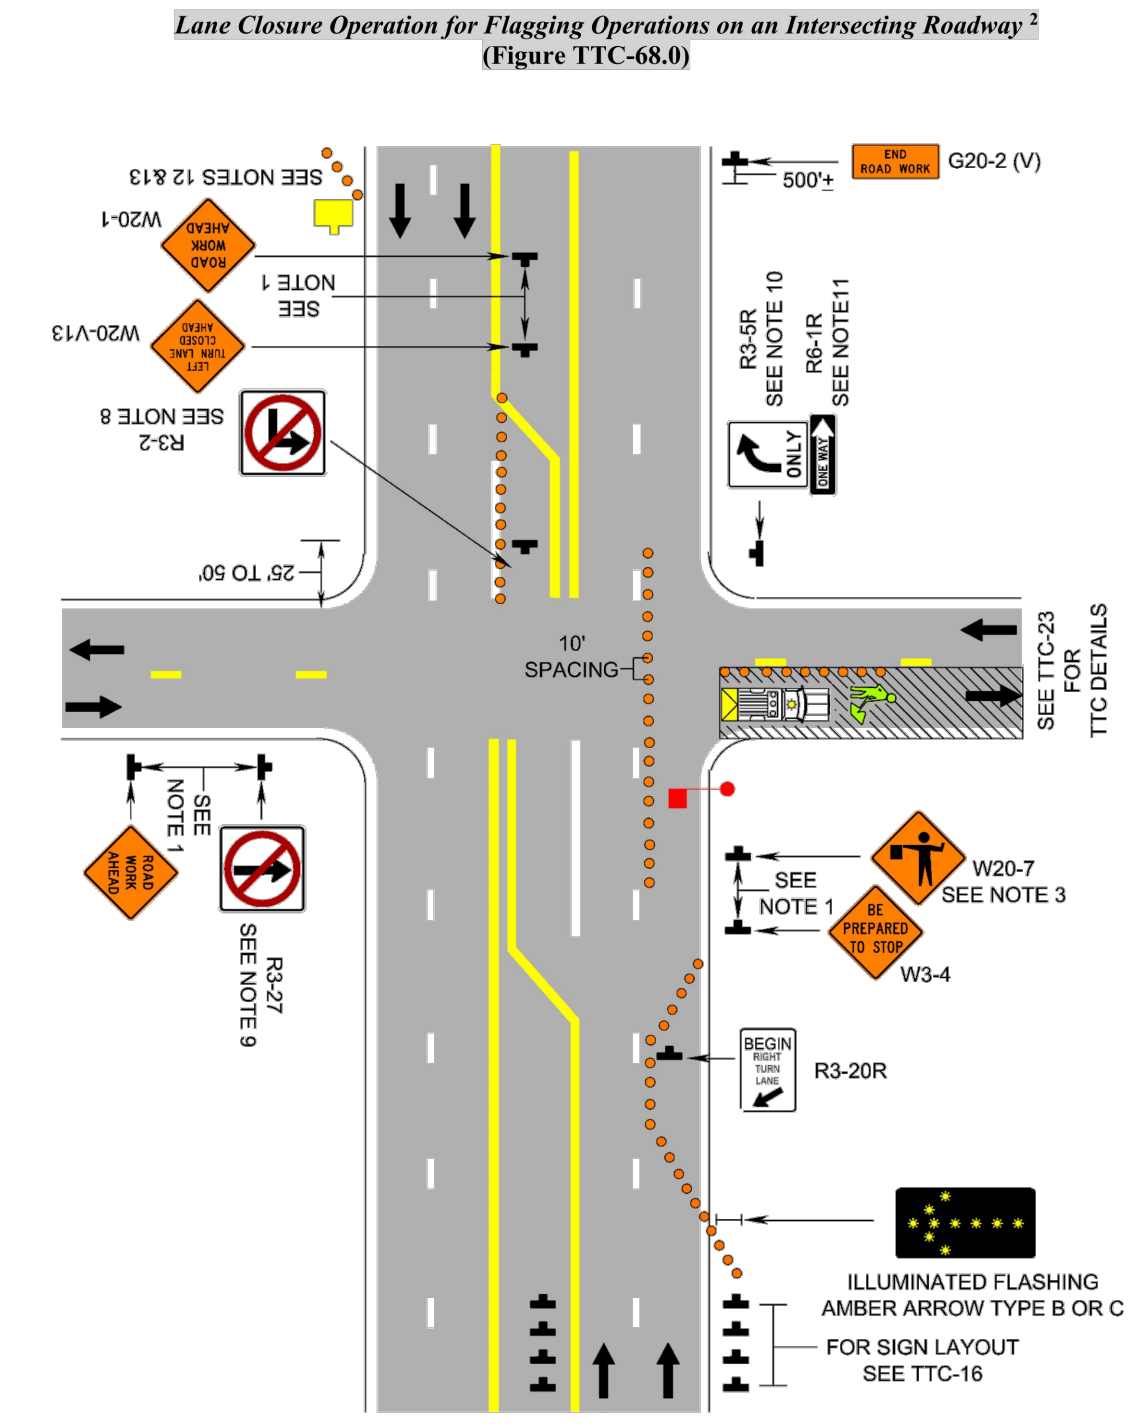 Lane Closure Operation for Flagging Operations on an Intersecting Roadway 2
(Figure TTC-68.0)
SEE NOTES 12 &13
W20-1
ROAD
WORK
AHEAD
SEE
NOTE 1
W20-V13
LEFT
TURN LANE
CLOSED
AHEAD
R3-2
SEE NOTE 8
25' TO 50'
END
ROAD WORK
G20-2 (V)
500'±
R3-5R
SEE NOTE 10
R6-1R
SEE NOTE11
ONLY
ONE WAY
10'
SPACING
SEE TTC-23
FOR
TTC DETAILS
SEE
NOTE 1
ROAD
WORK
AHEAD
R3-27
SEE NOTE 9
W20-7
SEE NOTE 3
SEE
NOTE 1
BE
PREPARED
TO STOP
W3-4
BEGIN
RIGHT
TURN
LANE
R3-20R
ILLUMINATED FLASHING
AMBER ARROW TYPE B OR C
FOR SIGN LAYOUT
SEE TTC-16